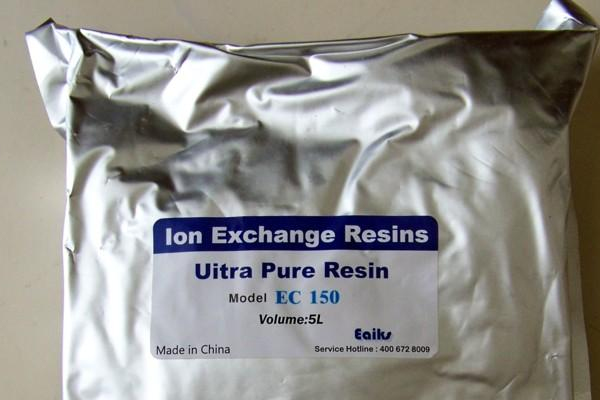 Ion Exchange Resins
Uitra Pure Resin
Model EC 150
Volume:5L
Eaiks
Made in China
Service Hotline : 400 672 8009